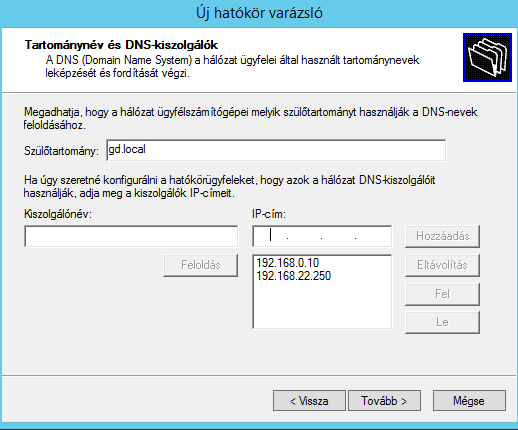 Új hatókör varázsló
Tartománynév és DNS-kiszolgálók
A DNS (Domain Name System) a hálózat ügyfelei által használt tartománynevek
leképezését és fordítását végzi.
Megadhatja, hogy a hálózat ügyfélszámítógépei melyik szülőtartományt használják a DNS-nevek
feloldásához.
Szülőtartomány: gd.local
Ha úgy szeretné konfigurálni a hatókörügyfeleket, hogy azok a hálózat DNS-kiszolgálóit
használják, adja meg a kiszolgálók IP-címeit.
Kiszolgálónév: IP-cím:
. . . Hozzáadás
Feloldás 192.168.0.10 Eltávolítás
192.168.22.250
Fel
Le
< Vissza Tovább > Mégse